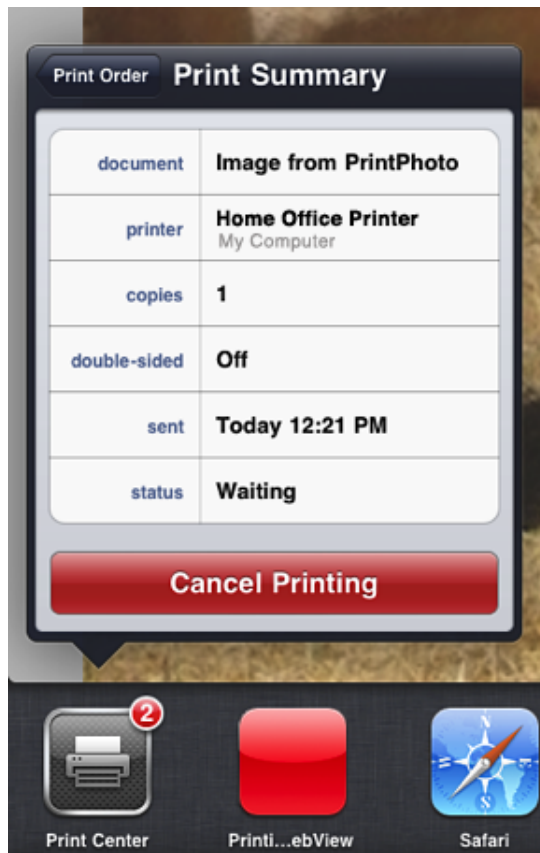 Print Order Print Summary
document Image from PrintPhoto
printer Home Office Printer
My Computer
copies 1
double-sided Off
sent Today 12:21 PM
status Waiting
Cancel Printing
2
N
W E
S
Print Center Printi...ebView Safari